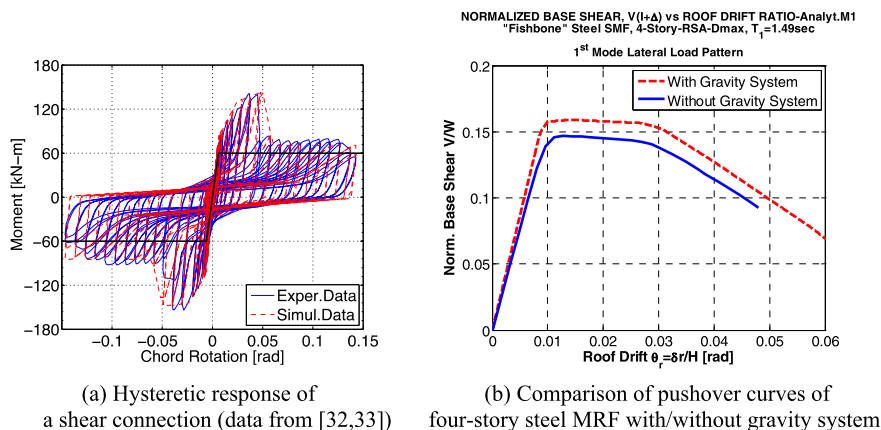 NORMALIZED BASE SHEAR, V(I+Δ) vs ROOF DRIFT RATIO-Analyt.M1
"Fishbone" Steel SMF, 4-Story-RSA-Dmax, T1=1.49sec
1st Mode Lateral Load Pattern
180
120
60
0
−60
−120
−180
Moment [kN−m]
−0.1
−0.05
0
0.05
0.1
0.15
Chord Rotation [rad]
Exper.Data
Simul.Data
0.2
0.15
0.1
0.05
0
Norm. Base Shear V/W
0
0.01
0.02
0.03
0.04
0.05
0.06
Roof Drift θr=δr/H [rad]
With Gravity System
Without Gravity System
(a) Hysteretic response of
a shear connection (data from [32,33])
(b) Comparison of pushover curves of
four-story steel MRF with/without gravity system